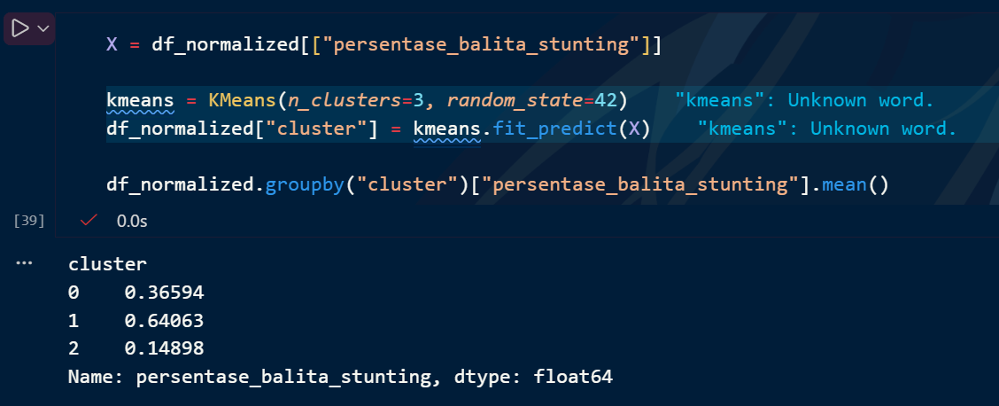 X = df_normalized[["persentase_balita_stunting"]]
kmeans = KMeans(n_clusters=3, random_state=42) "kmeans": Unknown word.
df_normalized["cluster"] = kmeans.fit_predict(X) "kmeans": Unknown word.
df_normalized.groupby("cluster")["persentase_balita_stunting"].mean()
[39] 0.0s
... cluster
0 0.36594
1 0.64063
2 0.14898
Name: persentase_balita_stunting, dtype: float64